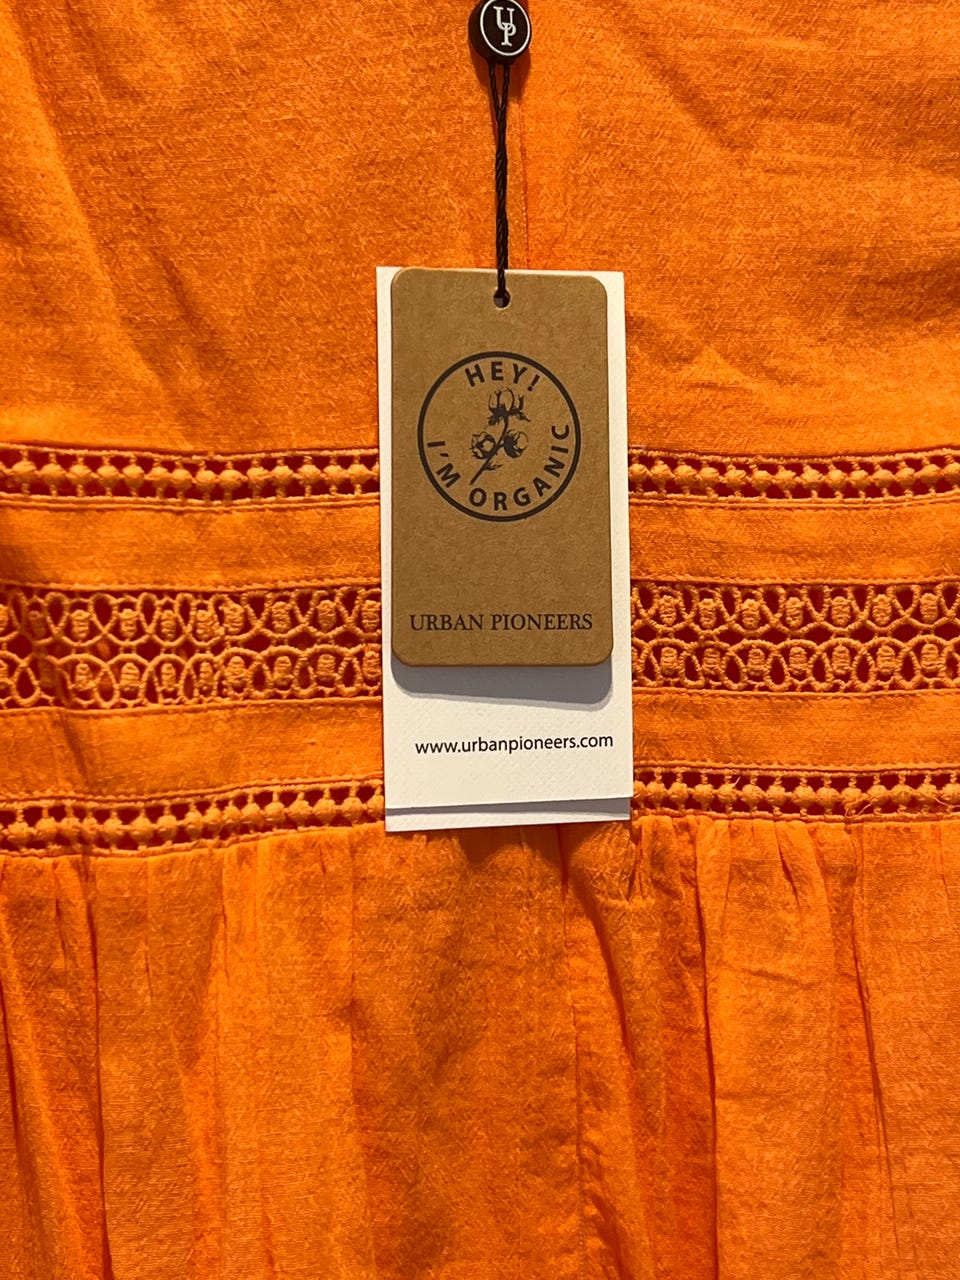 UP
HEY!
I'M ORGANIC
URBAN PIONEERS
www.urbanpioneers.com